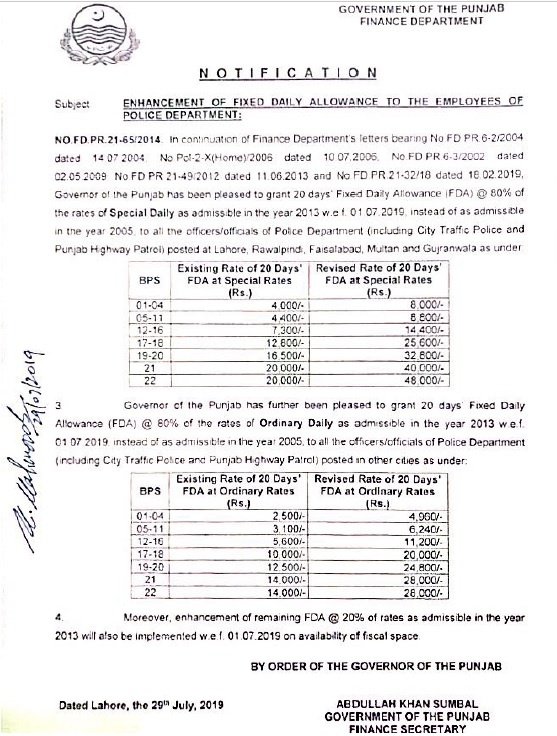 GOVERNMENT OF THE PUNJAB
FINANCE DEPARTMENT
NOTIFICATION
Subject ENHANCEMENT OF FIXED DAILY ALLOWANCE TO THE EMPLOYEES OF
POLICE DEPARTMENT:
NO.FD.PR.21-65/2014. In continuation of Finance Department's letters bearing No FD PR 6-2/2004
dated 14.07.2004, No Pol-2-X(Home)/2006 dated 10.07.2006, No FD PR 6-3/2002 dated
02.05.2009 No FD PR 21-49/2012 dated 11.06.2013 and No FD PR 21-32/18 dated 18.02.2019,
Governor of the Punjab has been pleased to grant 20 days' Fixed Daily Allowance (FDA) @ 80% of
the rates of Special Daily as admissible in the year 2013 w.e.f. 01.07.2019, instead of as admissible
in the year 2005, to all the officers/officials of Police Department (including City Traffic Police and
Punjab Highway Patrol) posted at Lahore, Rawalpindi, Faisalabad, Multan and Gujranwala as under
BPS Existing Rate of 20 Days' FDA at Special Rates (Rs.) Revised Rate of 20 Days' FDA at Special Rates (Rs.)
01-04 4,000/- 8,000/-
05-11 4,400/- 8,800/-
12-16 7,300/- 14,400/-
17-18 12,800/- 25,600/-
19-20 16,500/- 32,800/-
21 20,000/- 40,000/-
22 20,000/- 48,000/-
3 Governor of the Punjab has further been pleased to grant 20 days' Fixed Daily
Allowance (FDA) @ 80% of the rates of Ordinary Daily as admissible in the year 2013 w.e.f.
01.07.2019, instead of as admissible in the year 2005, to all the officers/officials of Police Department
(including City Traffic Police and Punjab Highway Patrol) posted in other cities as under:
BPS Existing Rate of 20 Days' FDA at Ordinary Rates (Rs.) Revised Rate of 20 Days' FDA at Ordinary Rates (Rs.)
01-04 2,500/- 4,960/-
05-11 3,100/- 6,240/-
12-16 5,600/- 11,200/-
17-18 10,000/- 20,000/-
19-20 12,500/- 24,800/-
21 14,000/- 28,000/-
22 14,000/- 28,000/-
4. Moreover, enhancement of remaining FDA @ 20% of rates as admissible in the year
2013 will also be implemented w.e.f. 01.07.2019 on availability of fiscal space.
BY ORDER OF THE GOVERNOR OF THE PUNJAB
Dated Lahore, the 29th July, 2019
ABDULLAH KHAN SUMBAL
GOVERNMENT OF THE PUNJAB
FINANCE SECRETARY
29/07/2019